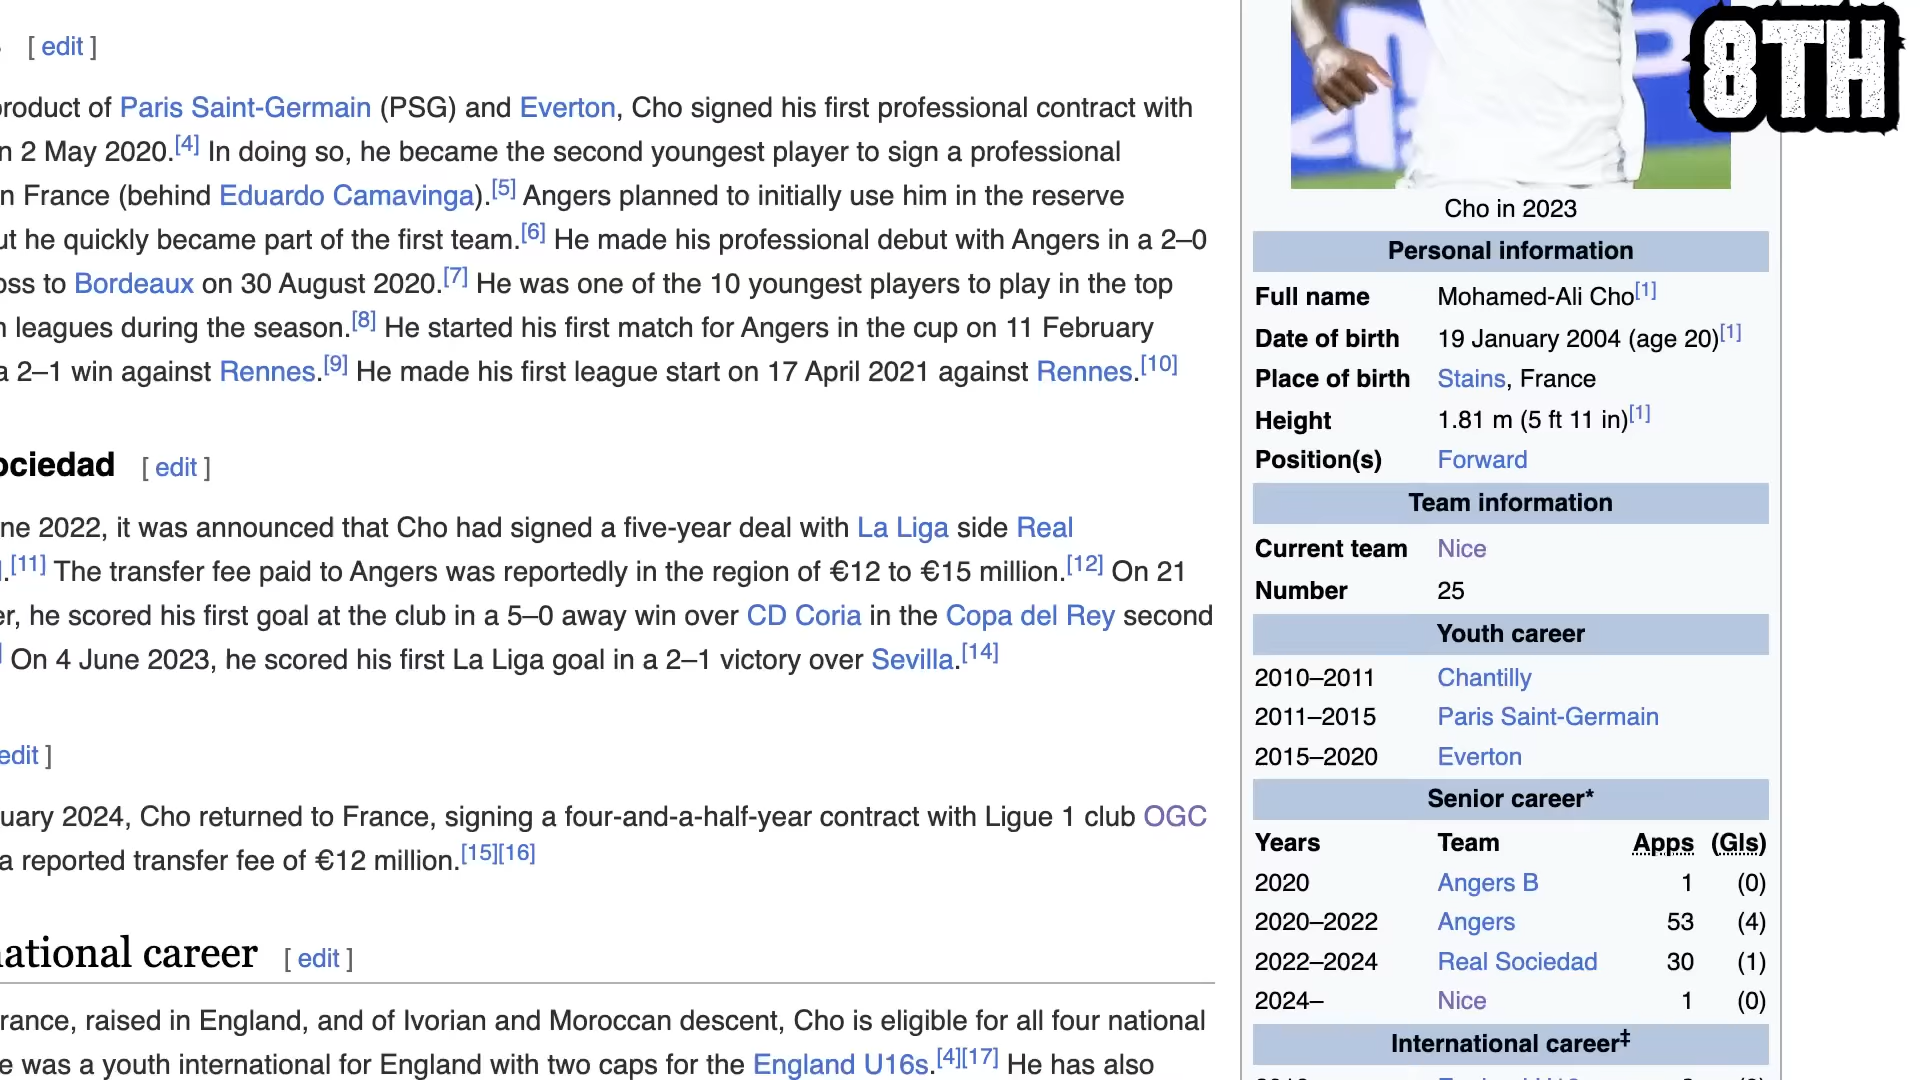 [ edit ]
product of Paris Saint-Germain (PSG) and Everton, Cho signed his first professional contract with
n 2 May 2020.[4] In doing so, he became the second youngest player to sign a professional
n France (behind Eduardo Camavinga).[5] Angers planned to initially use him in the reserve
ut he quickly became part of the first team.[6] He made his professional debut with Angers in a 2–0
oss to Bordeaux on 30 August 2020.[7] He was one of the 10 youngest players to play in the top
n leagues during the season.[8] He started his first match for Angers in the cup on 11 February
a 2–1 win against Rennes.[9] He made his first league start on 17 April 2021 against Rennes.[10]
ociedad [ edit ]
ne 2022, it was announced that Cho had signed a five-year deal with La Liga side Real
.[11] The transfer fee paid to Angers was reportedly in the region of €12 to €15 million.[12] On 21
er, he scored his first goal at the club in a 5–0 away win over CD Coria in the Copa del Rey second
] On 4 June 2023, he scored his first La Liga goal in a 2–1 victory over Sevilla.[14]
edit ]
uary 2024, Cho returned to France, signing a four-and-a-half-year contract with Ligue 1 club OGC
a reported transfer fee of €12 million.[15][16]
national career [ edit ]
rance, raised in England, and of Ivorian and Moroccan descent, Cho is eligible for all four national
e was a youth international for England with two caps for the England U16s.[4][17] He has also
8TH
Cho in 2023
Personal information
Full name Mohamed-Ali Cho[1]
Date of birth 19 January 2004 (age 20)[1]
Place of birth Stains, France
Height 1.81 m (5 ft 11 in)[1]
Position(s) Forward
Team information
Current team Nice
Number 25
Youth career
2010–2011 Chantilly
2011–2015 Paris Saint-Germain
2015–2020 Everton
Senior career*
Years Team Apps (Gls)
2020 Angers B 1 (0)
2020–2022 Angers 53 (4)
2022–2024 Real Sociedad 30 (1)
2024– Nice 1 (0)
International career‡